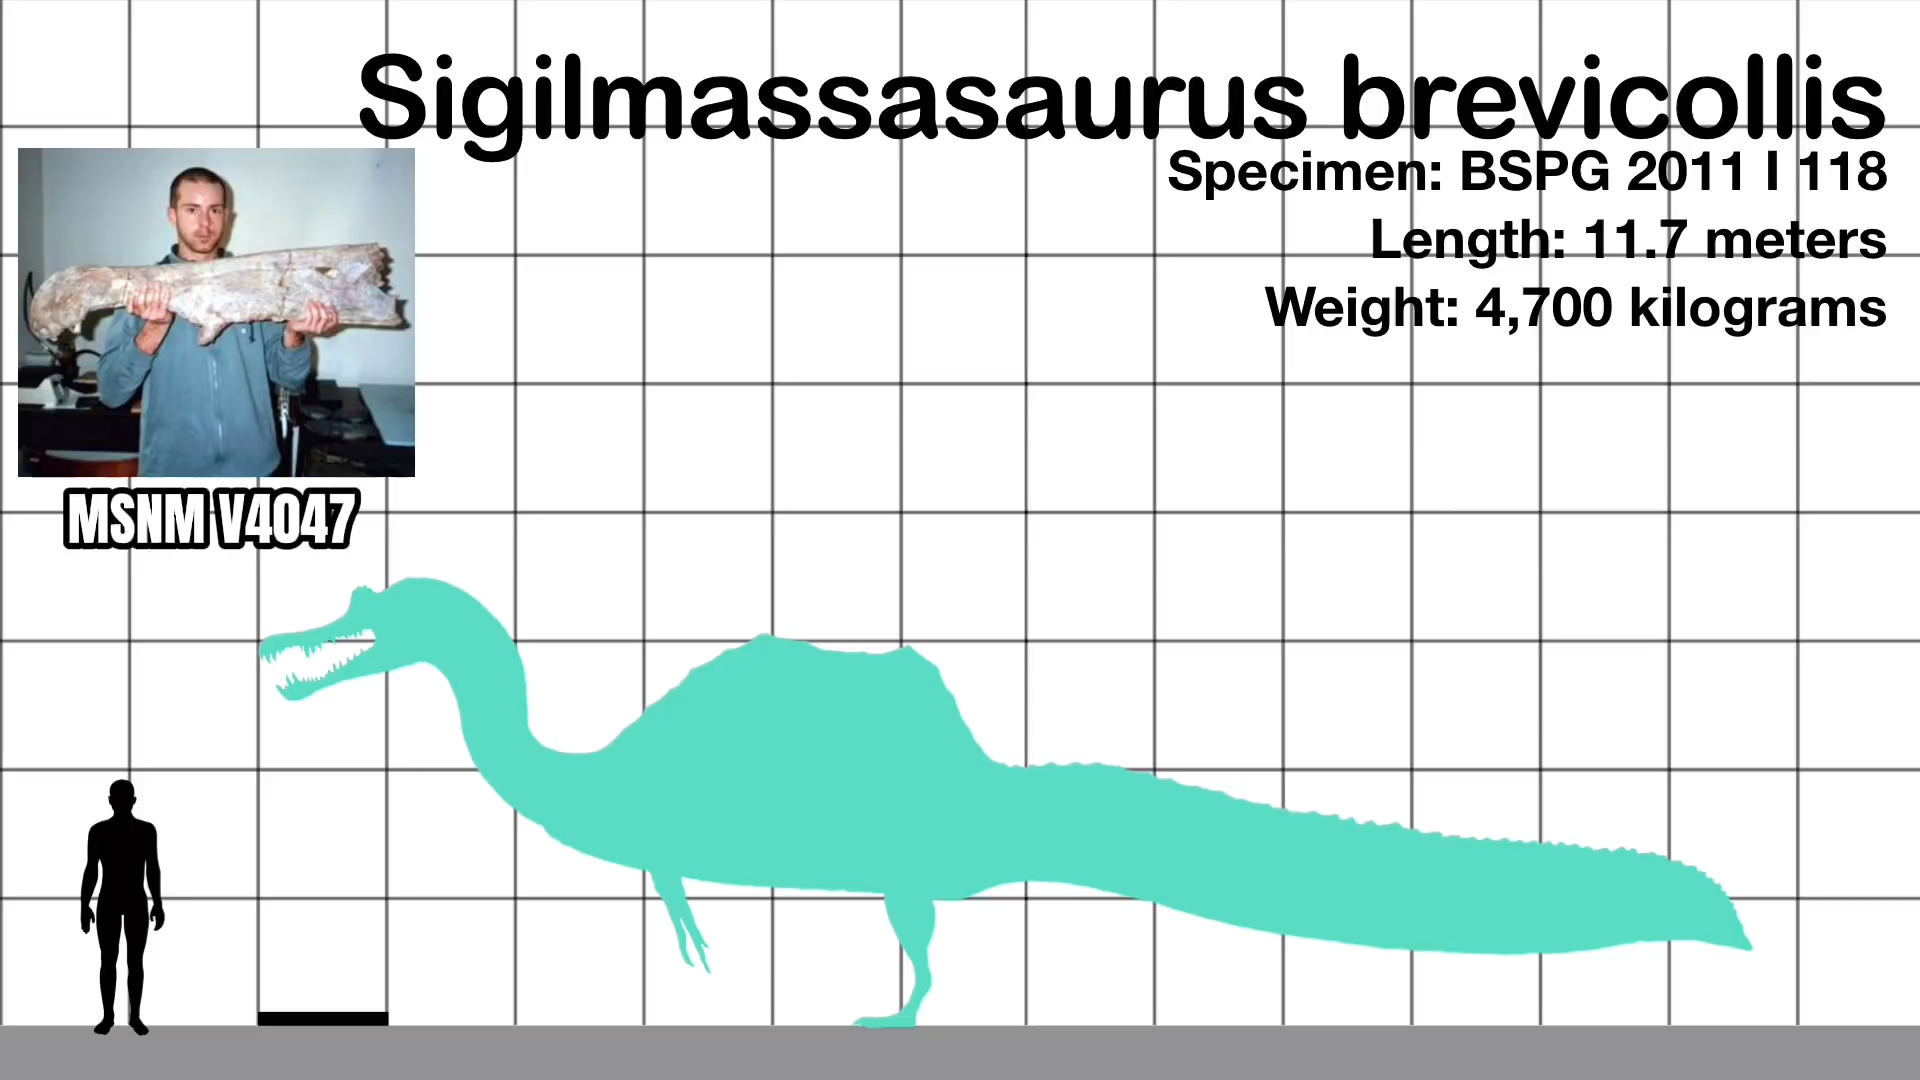 Sigilmassasaurus brevicollis
Specimen: BSPG 2011 I 118
Length: 11.7 meters
Weight: 4,700 kilograms
MSNM V4047